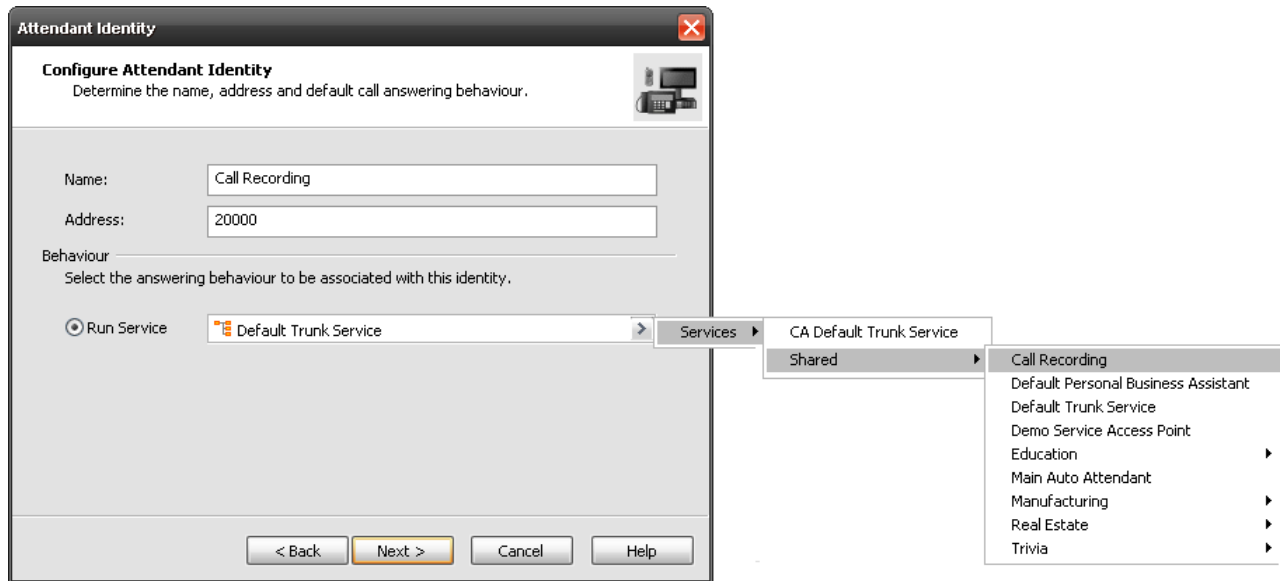 Attendant Identity
Configure Attendant Identity
Determine the name, address and default call answering behaviour.
Name:
Call Recording
Address:
20000
Behaviour
Select the answering behaviour to be associated with this identity.
Run Service
Default Trunk Service
Services
CA Default Trunk Service
Shared
Call Recording
Default Personal Business Assistant
Default Trunk Service
Demo Service Access Point
Education
Main Auto Attendant
Manufacturing
Real Estate
Trivia
< Back
Next >
Cancel
Help